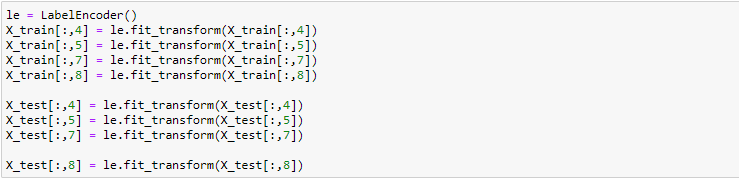 le = LabelEncoder()
X_train[:,4] = le.fit_transform(X_train[:,4])
X_train[:,5] = le.fit_transform(X_train[:,5])
X_train[:,7] = le.fit_transform(X_train[:,7])
X_train[:,8] = le.fit_transform(X_train[:,8])
X_test[:,4] = le.fit_transform(X_test[:,4])
X_test[:,5] = le.fit_transform(X_test[:,5])
X_test[:,7] = le.fit_transform(X_test[:,7])
X_test[:,8] = le.fit_transform(X_test[:,8])